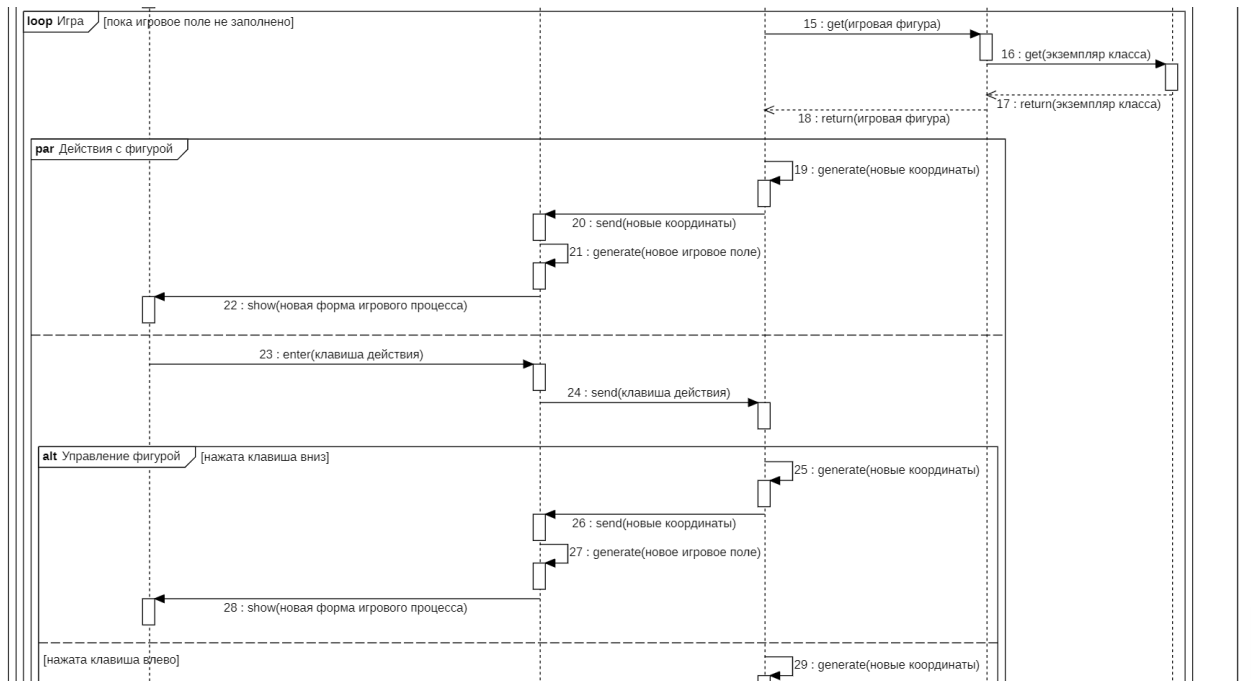 loop Игра [пока игровое поле не заполнено]
15 : get(игровая фигура)
16 : get(экземпляр класса)
17 : return(экземпляр класса)
18 : return(игровая фигура)
par Действия с фигурой
19 : generate(новые координаты)
20 : send(новые координаты)
21 : generate(новое игровое поле)
22 : show(новая форма игрового процесса)
23 : enter(клавиша действия)
24 : send(клавиша действия)
alt Управление фигурой [нажата клавиша вниз]
25 : generate(новые координаты)
26 : send(новые координаты)
27 : generate(новое игровое поле)
28 : show(новая форма игрового процесса)
[нажата клавиша влево]
29 : generate(новые координаты)